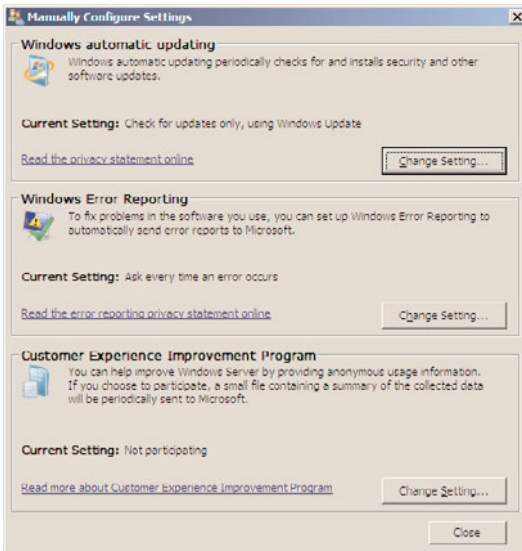 Manually Configure Settings
Windows automatic updating
Windows automatic updating periodically checks for and installs security and other
software updates.
Current Setting: Check for updates only, using Windows Update
Read the privacy statement online
Change Setting...
Windows Error Reporting
To fix problems in the software you use, you can set up Windows Error Reporting to
automatically send error reports to Microsoft.
Current Setting: Ask every time an error occurs
Read the error reporting privacy statement online
Change Setting...
Customer Experience Improvement Program
You can help improve Windows Server by providing anonymous usage information.
If you choose to participate, a small file containing a summary of the collected data
will be periodically sent to Microsoft.
Current Setting: Not participating
Read more about Customer Experience Improvement Program
Change Setting...
Close